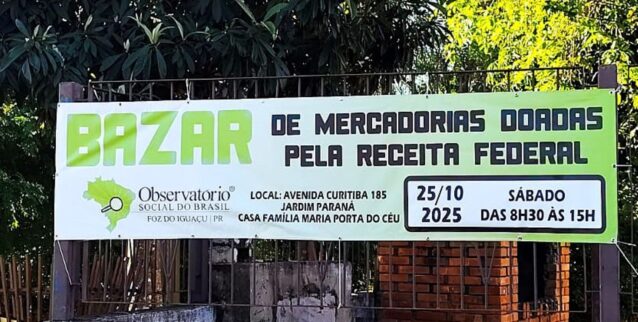 BAZAR
DE MERCADORIAS DOADAS
PELA RECEITA FEDERAL
Observatório®
SOCIAL DO BRASIL
FOZ DO IGUAÇU | PR
LOCAL: AVENIDA CURITIBA 185
JARDIM PARANÁ
CASA FAMÍLIA MARIA PORTA DO CÉU
25/10
2025
SÁBADO
DAS 8H30 ÀS 15H